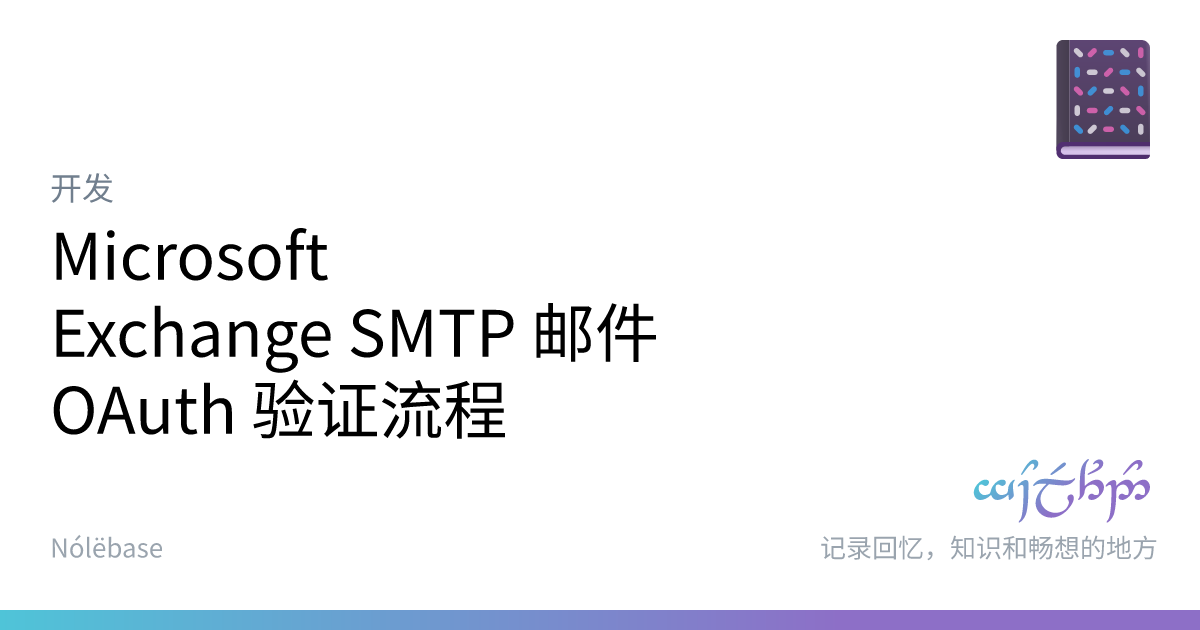 开发
Microsoft
Exchange SMTP 邮件
OAuth 验证流程
Nólëbase
记录回忆，知识和畅想的地方